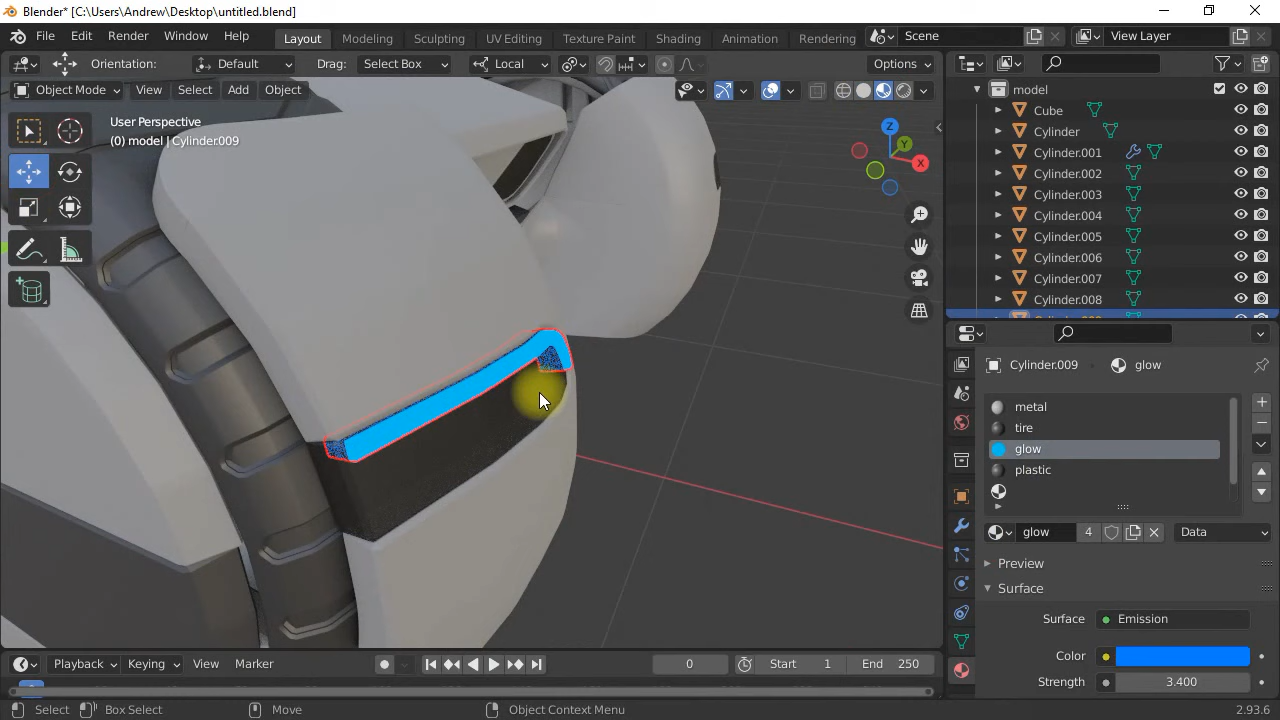 Blender* [C:\Users\Andrew\Desktop\untitled.blend]
File Edit Render Window Help Layout Modeling Sculpting UV Editing Texture Paint Shading Animation Rendering Scene View Layer
Orientation: Default Drag: Select Box Local Options
Object Mode View Select Add Object
User Perspective
(0) model | Cylinder.009
Z
Y
X
model
Cube
Cylinder
Cylinder.001
Cylinder.002
Cylinder.003
Cylinder.004
Cylinder.005
Cylinder.006
Cylinder.007
Cylinder.008
Cylinder.009 glow
metal
tire
glow
plastic
glow 4 Data
Preview
Surface
Surface: Emission
Color
Strength 3.400
Playback Keying View Marker 0 Start 1 End 250
Select Box Select Move Object Context Menu 2.93.6